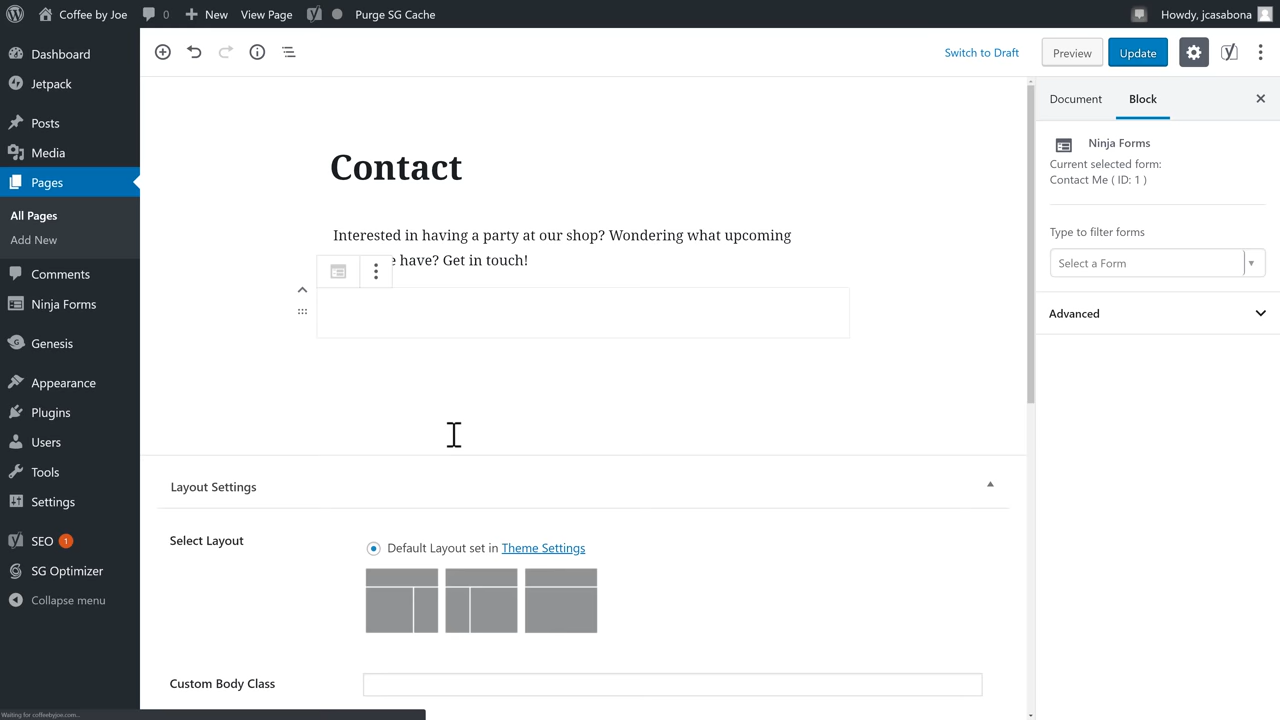 Coffee by Joe
0
New
View Page
Purge SG Cache
Howdy, jcasabona
Dashboard
Jetpack
Posts
Media
Pages
All Pages
Add New
Comments
Ninja Forms
Genesis
Appearance
Plugins
Users
Tools
Settings
SEO 1
SG Optimizer
Collapse menu
Switch to Draft
Preview
Update
Contact
Interested in having a party at our shop? Wondering what upcoming
have? Get in touch!
Layout Settings
Select Layout
Default Layout set in Theme Settings
Custom Body Class
Document
Block
Ninja Forms
Current selected form:
Contact Me ( ID: 1 )
Type to filter forms
Select a Form
Advanced
Waiting for coffeebyjoe.com...